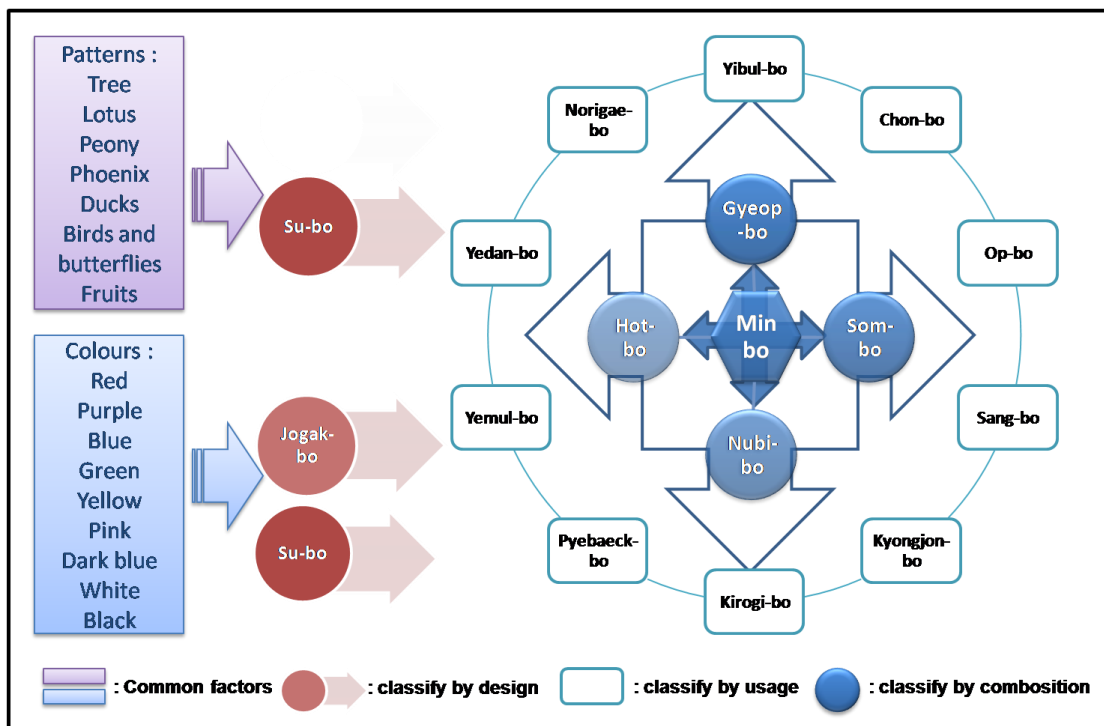 Patterns :
Tree
Lotus
Peony
Phoenix
Ducks
Birds and
butterflies
Fruits
Colours :
Red
Purple
Blue
Green
Yellow
Pink
Dark blue
White
Black
Su-bo
Jogak-
bo
Su-bo
Yibul-bo
Norigae-
bo
Chon-bo
Yedan-bo
Op-bo
Yemul-bo
Sang-bo
Pyebaeck-
bo
Kyongjon-
bo
Kirogi-bo
Gyeop
-bo
Hot-
bo
Min
bo
Som-
bo
Nubi-
bo
: Common factors
: classify by design
: classify by usage
: classify by combosition